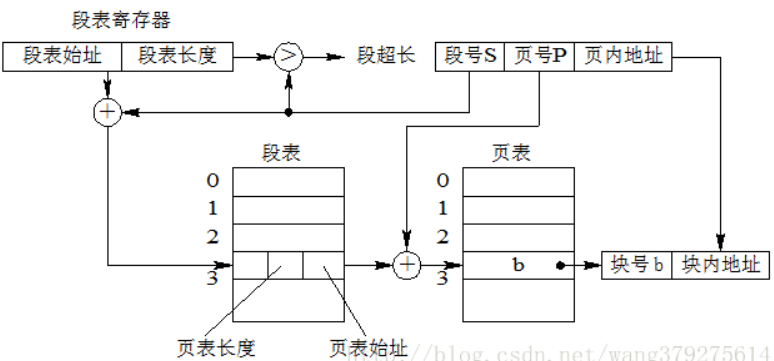 段表寄存器
段表始址 段表长度 > 段超长 段号S 页号P 页内地址
+ 
段表 页表
0 0
1 1
2 2
+ b 块号b 块内地址
3 3
页表长度 页表始址
http://blog.csdn.net/wang379275614